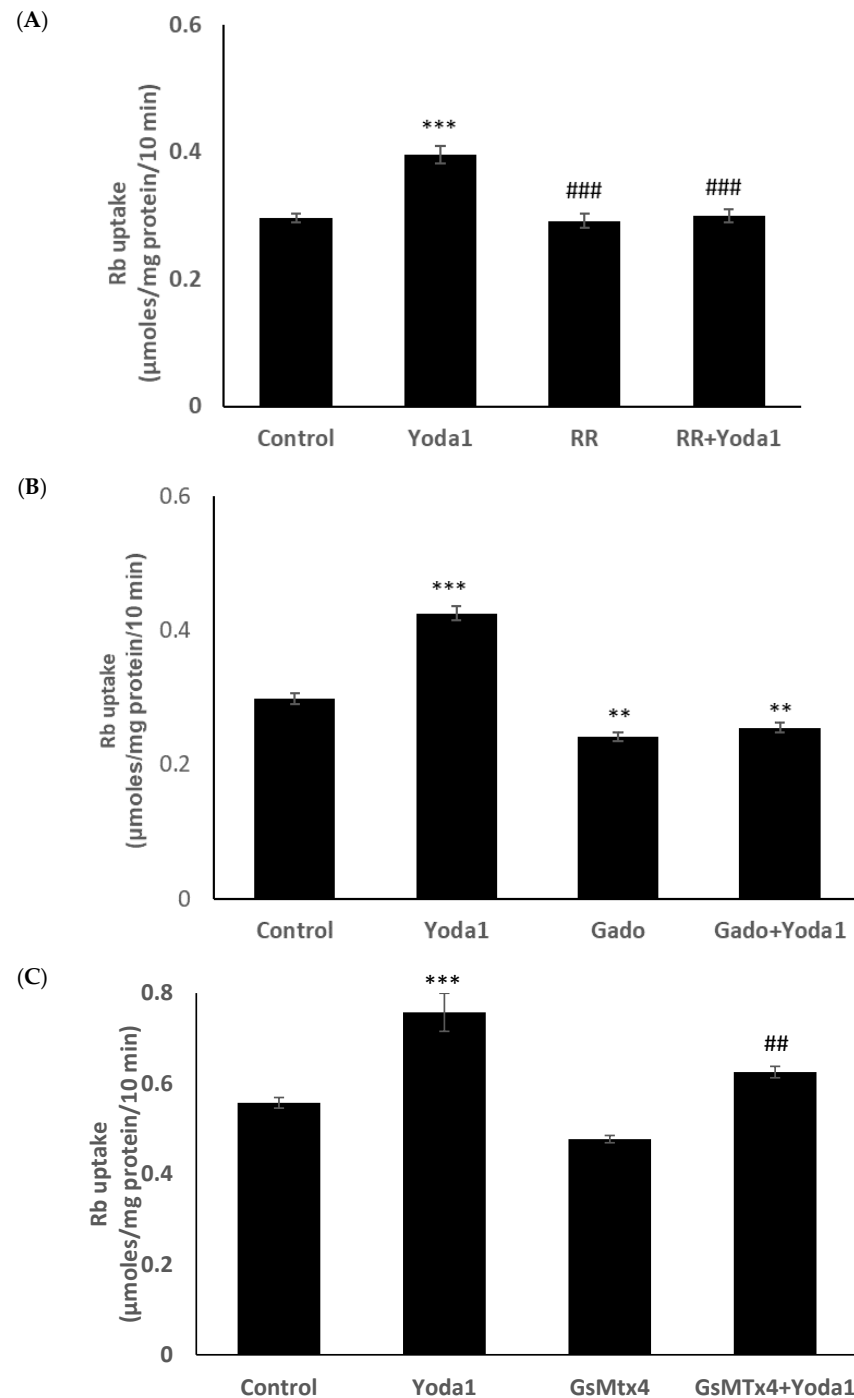 (A)
0.6
0.4
0.2
0
Rb uptake
(µmoles/mg protein/10 min)
***
###
###
Control Yoda1 RR RR+Yoda1
(B)
0.6
0.4
0.2
0
Rb uptake
(µmoles/mg protein/10 min)
***
**
**
Control Yoda1 Gado Gado+Yoda1
(C)
0.8
0.6
0.4
0.2
0
Rb uptake
(µmoles/mg protein/10 min)
***
##
Control Yoda1 GsMtx4 GsMTx4+Yoda1